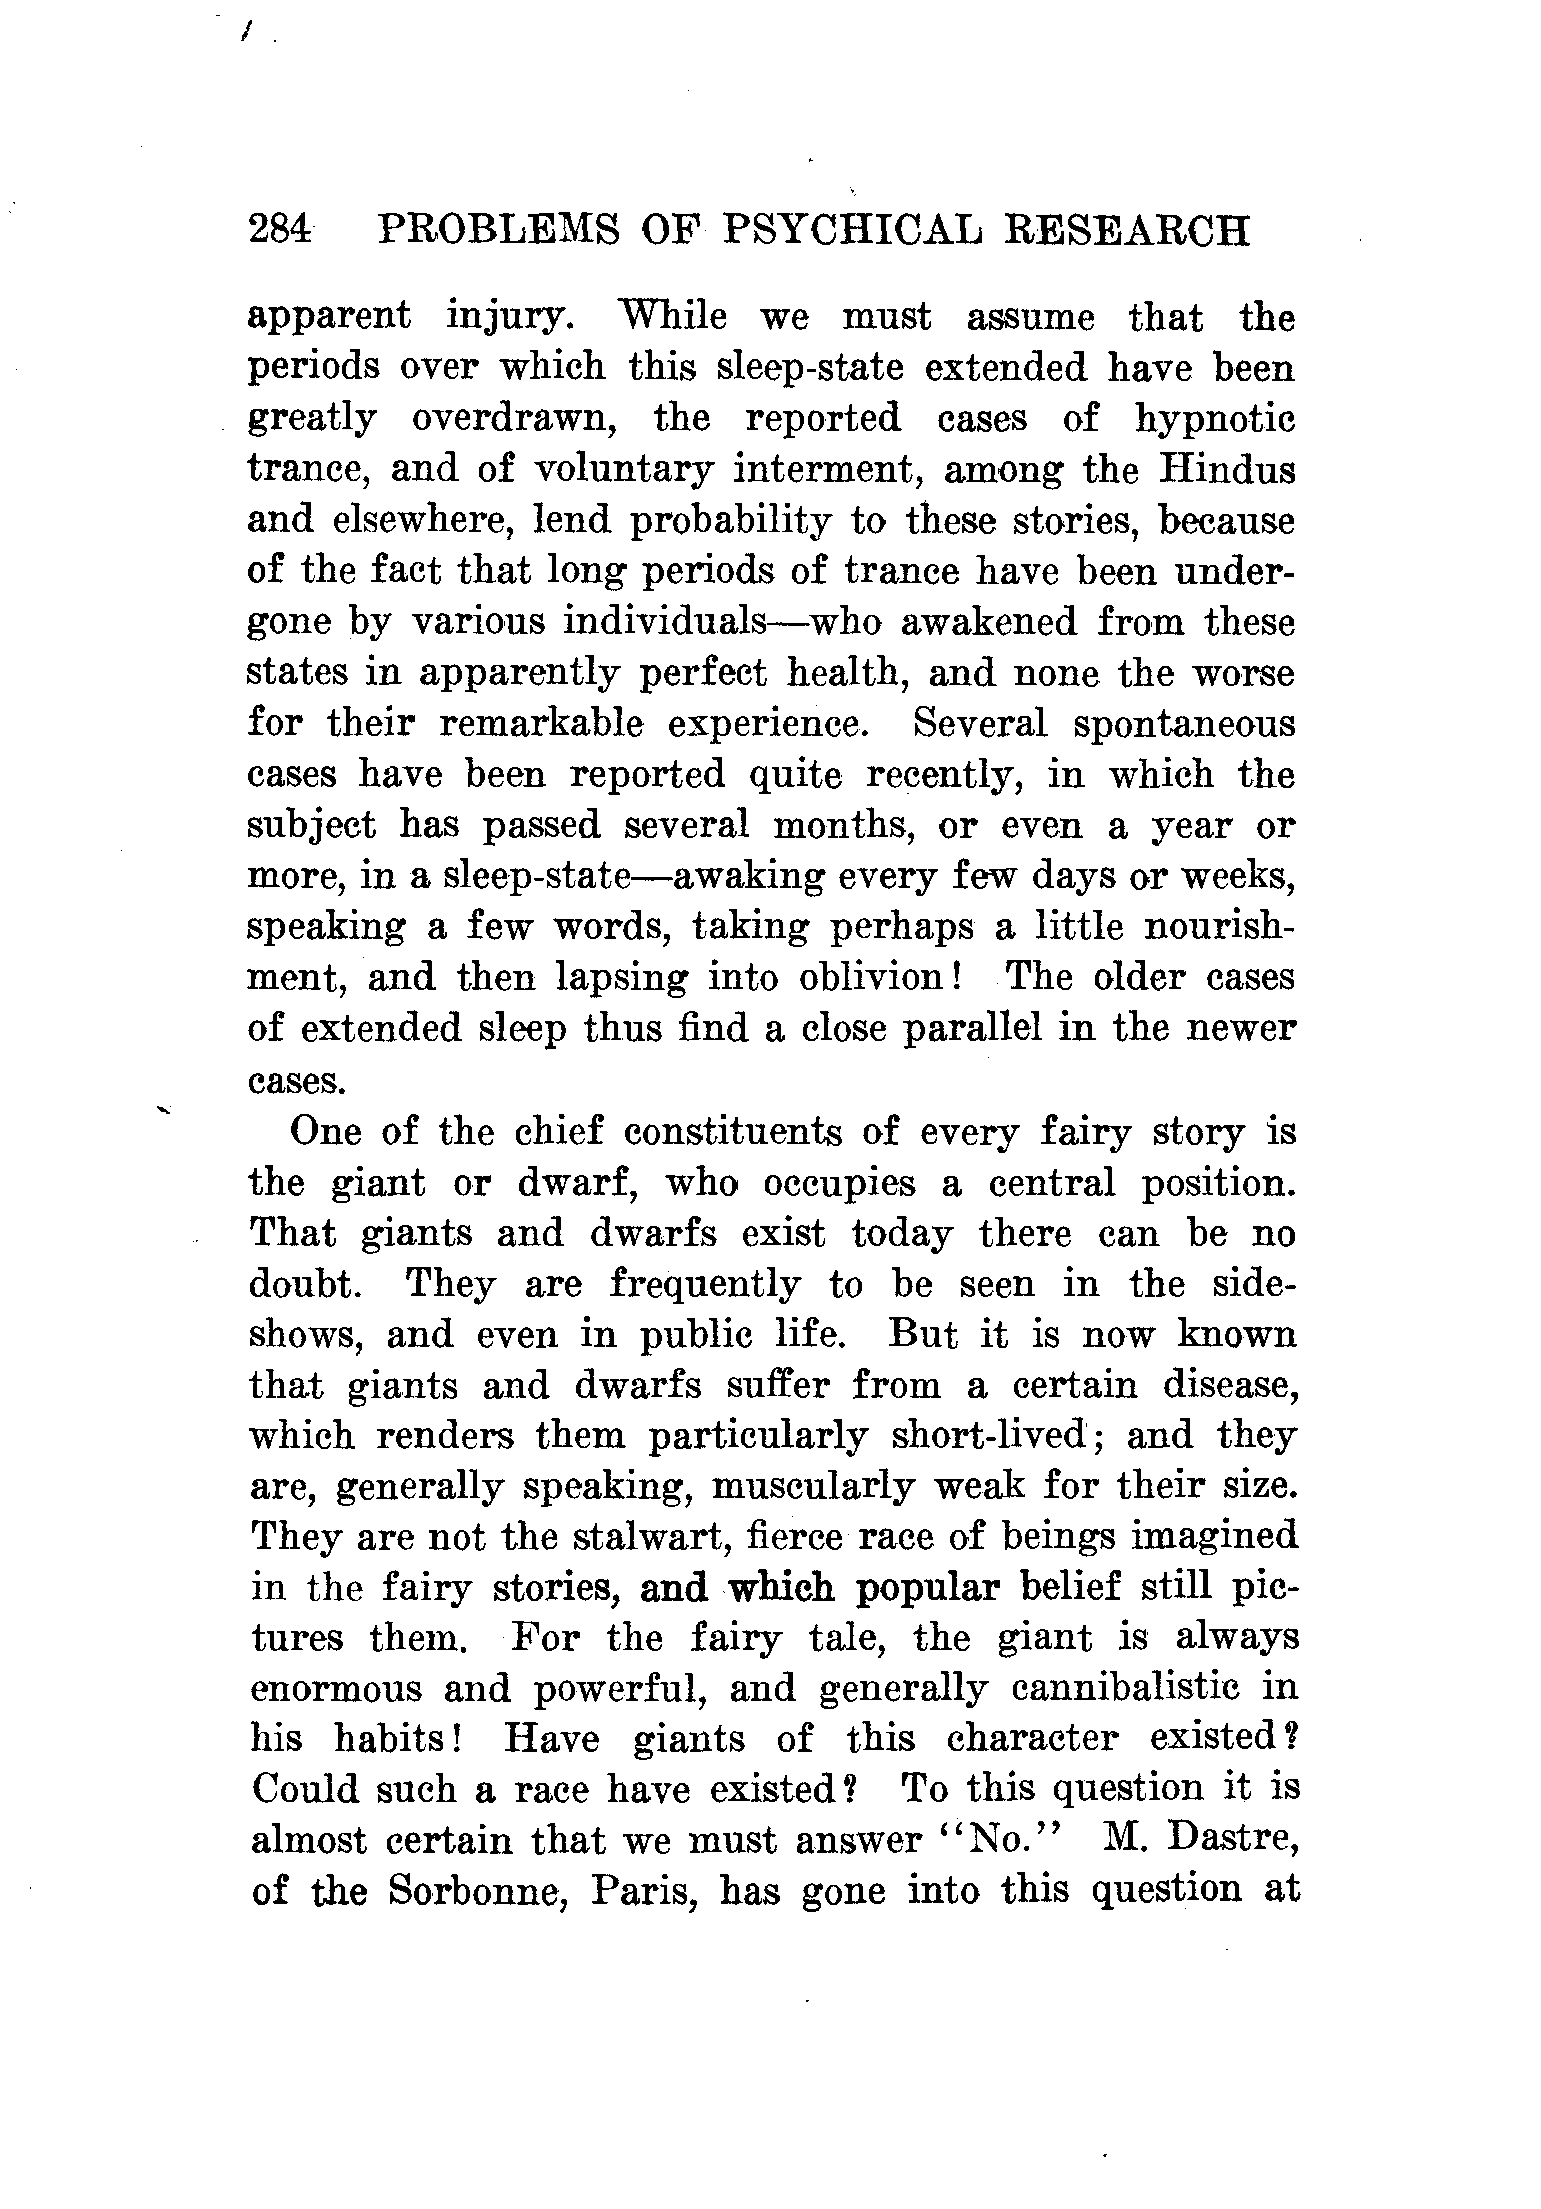 284 PROBLEMS OF PSYCHICAL RESEARCH
apparent injury. While we must assume that the
periods over which this sleep-state extended have been
greatly overdrawn, the reported cases of hypnotic
trance, and of voluntary interment, among the Hindus
and elsewhere, lend probability to these stories, because
of the fact that long periods of trance have been under-
gone by various individuals—who awakened from these
states in apparently perfect health, and none the worse
for their remarkable experience. Several spontaneous
cases have been reported quite recently, in which the
subject has passed several months, or even a year or
more, in a sleep-state—awaking every few days or weeks,
speaking a few words, taking perhaps a little nourish-
ment, and then lapsing into oblivion! The older cases
of extended sleep thus find a close parallel in the newer
cases.
One of the chief constituents of every fairy story is
the giant or dwarf, who occupies a central position.
That giants and dwarfs exist today there can be no
doubt. They are frequently to be seen in the side-
shows, and even in public life. But it is now known
that giants and dwarfs suffer from a certain disease,
which renders them particularly short-lived; and they
are, generally speaking, muscularly weak for their size.
They are not the stalwart, fierce race of beings imagined
in the fairy stories, and which popular belief still pic-
tures them. For the fairy tale, the giant is always
enormous and powerful, and generally cannibalistic in
his habits! Have giants of this character existed?
Could such a race have existed? To this question it is
almost certain that we must answer "No." M. Dastre,
of the Sorbonne, Paris, has gone into this question at